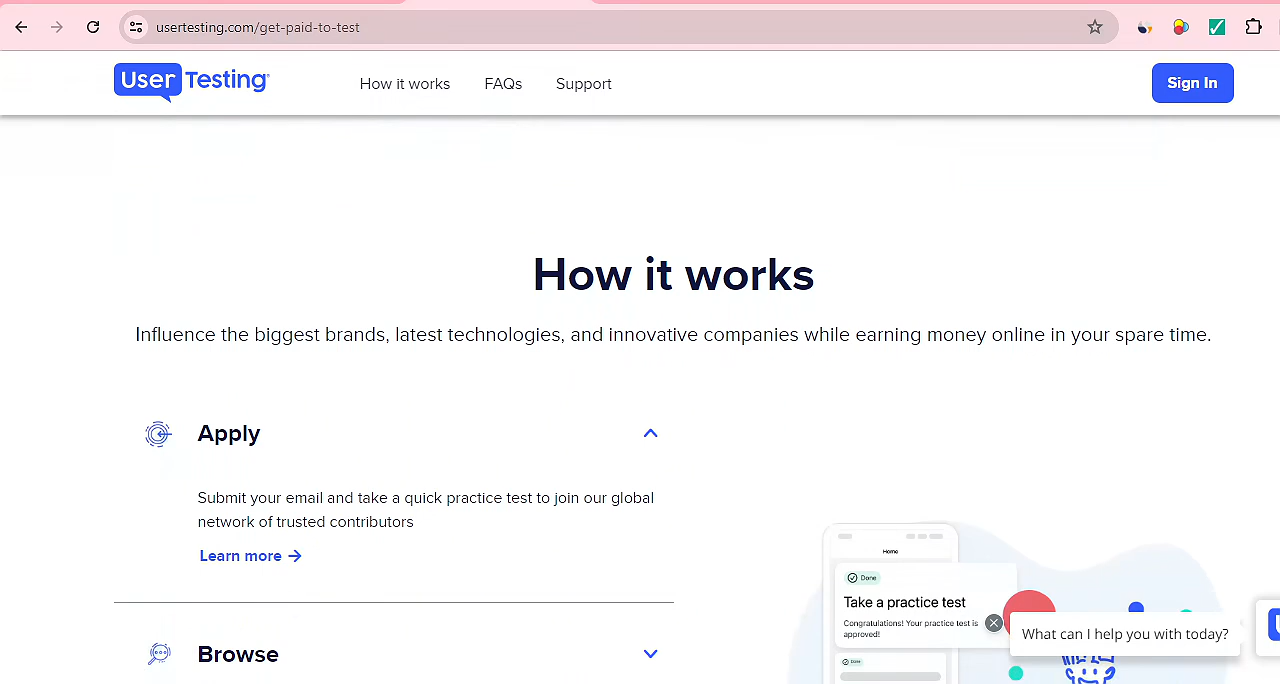 usertesting.com/get-paid-to-test
User Testing
How it works
FAQs
Support
Sign In
How it works
Influence the biggest brands, latest technologies, and innovative companies while earning money online in your spare time.
Apply
Submit your email and take a quick practice test to join our global
network of trusted contributors
Learn more →
Browse
Home
Done
Take a practice test
Congratulations! Your practice test is
approved!
Done
What can I help you with today?